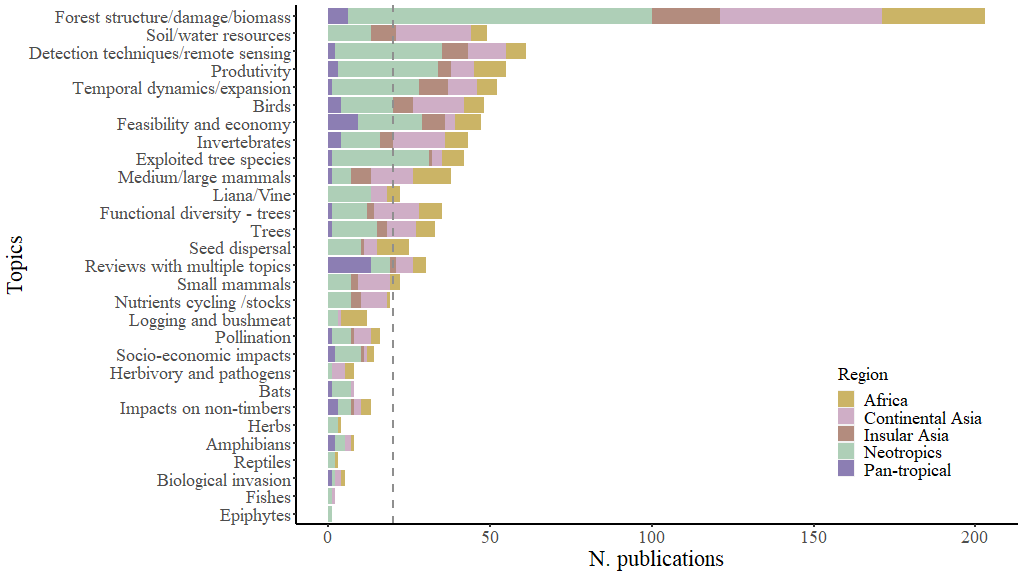 Topics
Forest structure/damage/biomass
Soil/water resources
Detection techniques/remote sensing
Produtivity
Temporal dynamics/expansion
Birds
Feasibility and economy
Invertebrates
Exploited tree species
Medium/large mammals
Liana/Vine
Functional diversity - trees
Trees
Seed dispersal
Reviews with multiple topics
Small mammals
Nutrients cycling /stocks
Logging and bushmeat
Pollination
Socio-economic impacts
Herbivory and pathogens
Bats
Impacts on non-timbers
Herbs
Amphibians
Reptiles
Biological invasion
Fishes
Epiphytes
Region
Africa
Continental Asia
Insular Asia
Neotropics
Pan-tropical
0 50 100 150 200
N. publications